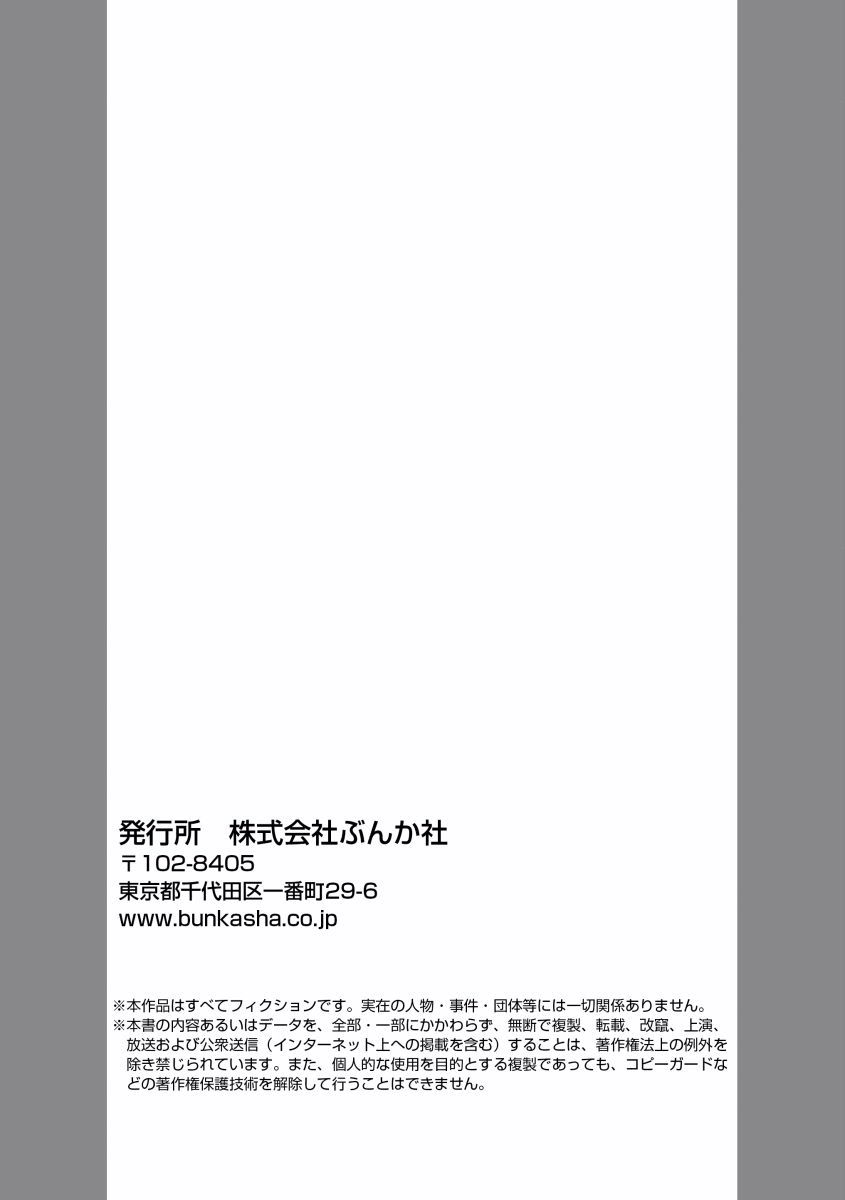 発行所　株式会社ぶんか社
〒102-8405
東京都千代田区一番町29-6
www.bunkasha.co.jp
※本作品はすべてフィクションです。実在の人物・事件・団体等には一切関係ありません。
※本書の内容あるいはデータを、全部・一部にかかわらず、無断で複製、転載、改竄、上演、
放送および公衆送信（インターネット上への掲載を含む）することは、著作権法上の例外を
除き禁じられています。また、個人的な使用を目的とする複製であっても、コピーガードな
どの著作権保護技術を解除して行うことはできません。